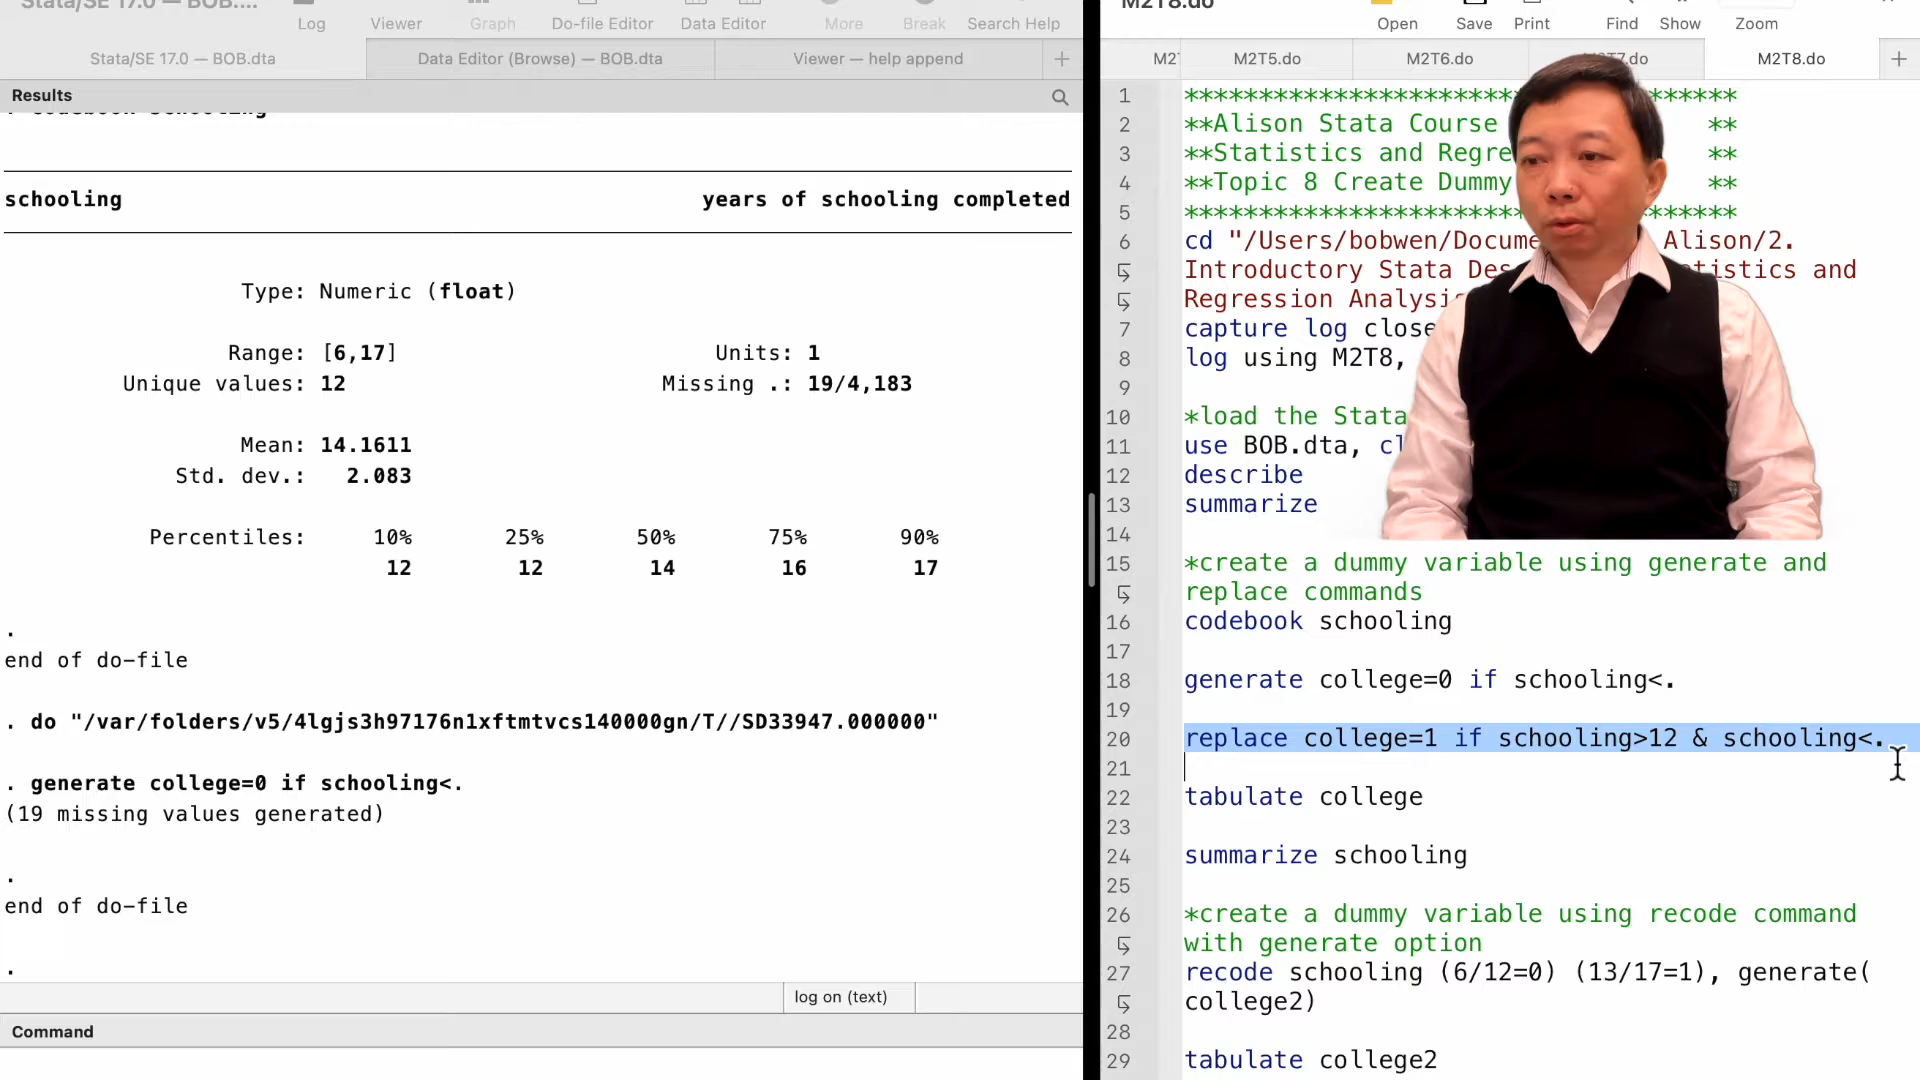 Stata/SE 17.0 — BOB....
Log
Viewer
Graph
Do-file Editor
Data Editor
More
Break
Search Help
Stata/SE 17.0 — BOB.dta
Data Editor (Browse) — BOB.dta
Viewer — help append
+
Results
. codebook schooling
schooling years of schooling completed
Type: Numeric (float)
Range: [6,17] Units: 1
Unique values: 12 Missing .: 19/4,183
Mean: 14.1611
Std. dev.: 2.083
Percentiles: 10% 25% 50% 75% 90%
12 12 14 16 17
.
end of do-file
. do "/var/folders/v5/4lgjs3h97176n1xftmtvcs140000gn/T//SD33947.000000"
. generate college=0 if schooling<.
(19 missing values generated)
.
end of do-file
.
log on (text)
Command
M2T8.do
Open
Save
Print
Find
Show
Zoom
M2T5.do
M2T6.do
M2T8.do
+
1
2 **Alison Stata Course **
3 **Statistics and Regre **
4 **Topic 8 Create Dummy **
5
6 cd "/Users/bobwen/Docume Alison/2.
Introductory Stata Des tistics and
Regression Analysi
7 capture log close
8 log using M2T8,
9
10 *load the Stata
11 use BOB.dta, cl
12 describe
13 summarize
14
15 *create a dummy variable using generate and
replace commands
16 codebook schooling
17
18 generate college=0 if schooling<.
19
20 replace college=1 if schooling>12 & schooling<.
21
22 tabulate college
23
24 summarize schooling
25
26 *create a dummy variable using recode command
with generate option
27 recode schooling (6/12=0) (13/17=1), generate(
college2)
28
29 tabulate college2